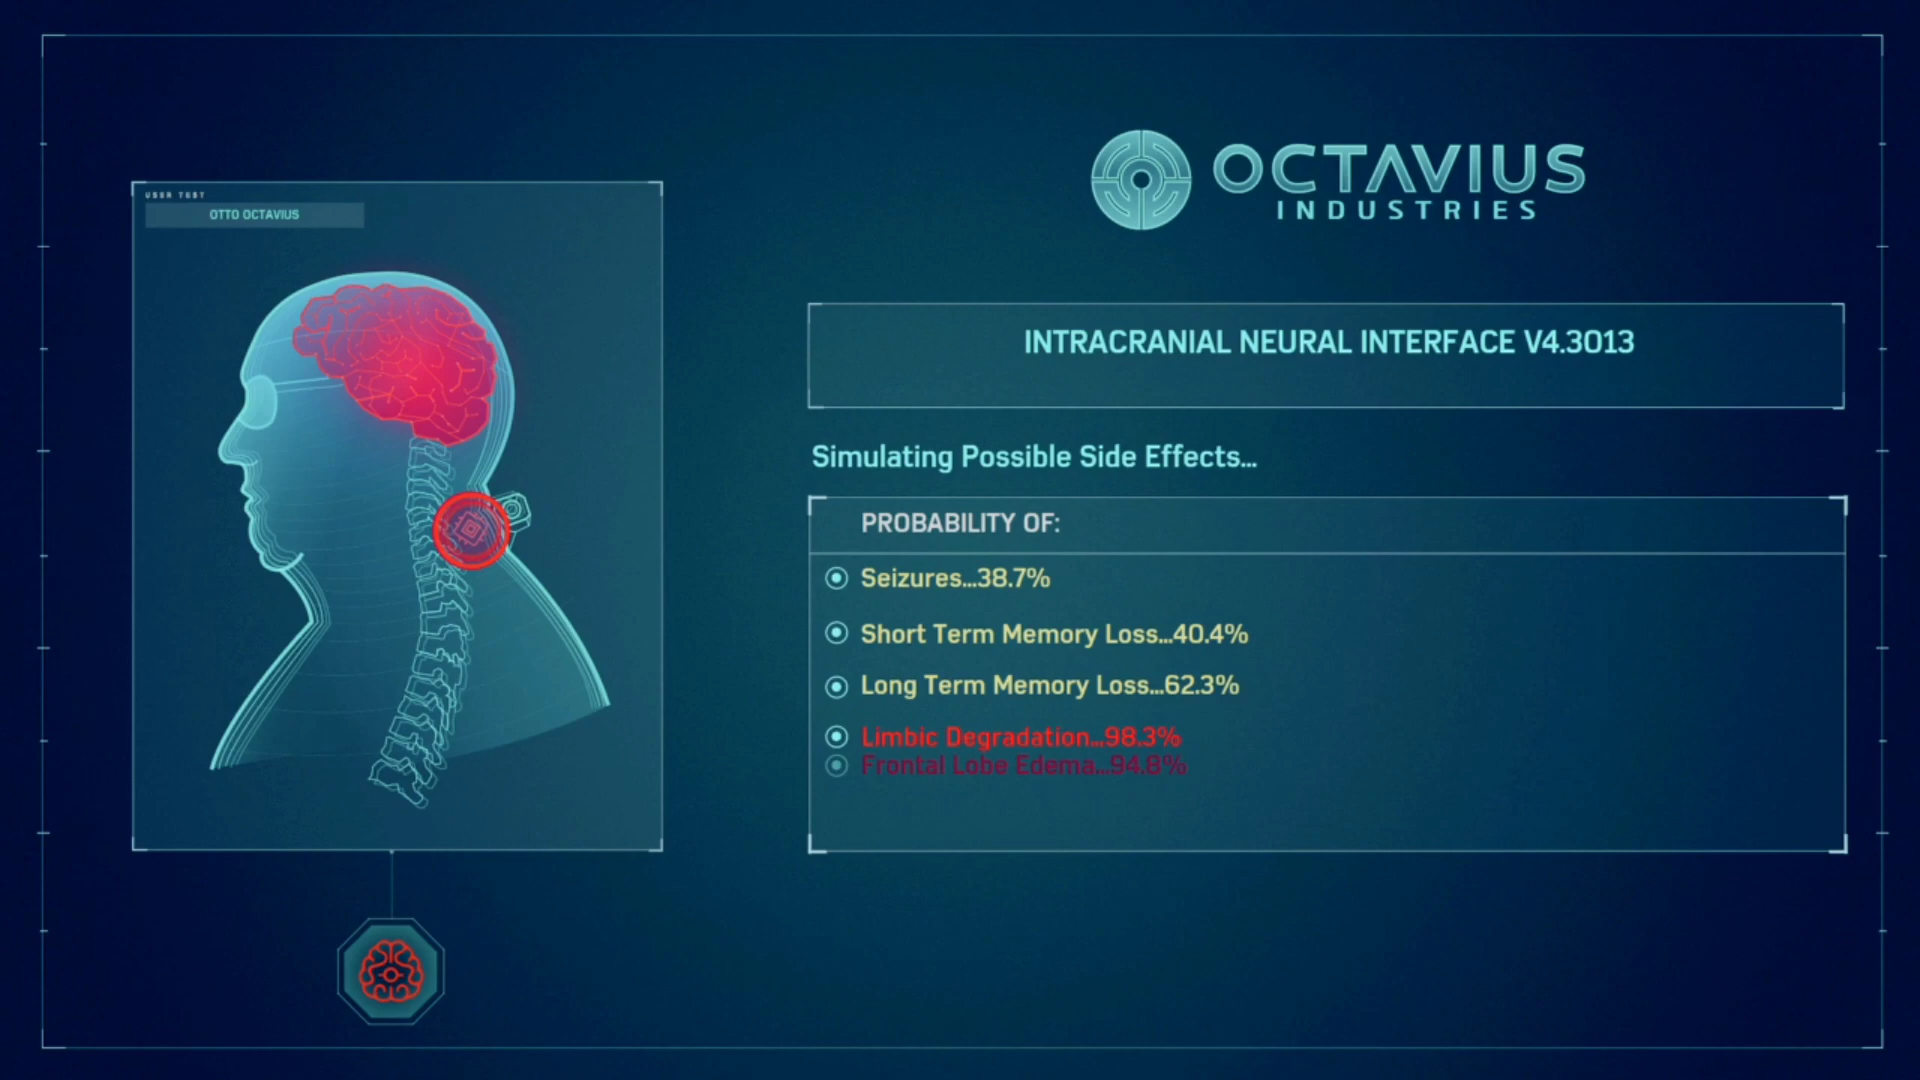 USER TEST
OTTO OCTAVIUS
OCTAVIUS
INDUSTRIES
INTRACRANIAL NEURAL INTERFACE V4.3013
Simulating Possible Side Effects...
PROBABILITY OF:
Seizures...38.7%
Short Term Memory Loss...40.4%
Long Term Memory Loss...62.3%
Limbic Degradation...98.3%
Frontal Lobe Edema...94.8%